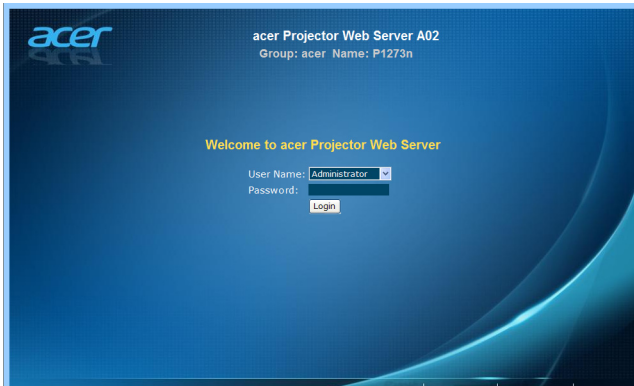 acer
acer Projector Web Server A02
Group: acer Name: P1273n
Welcome to acer Projector Web Server
User Name: Administrator
Password:
Login